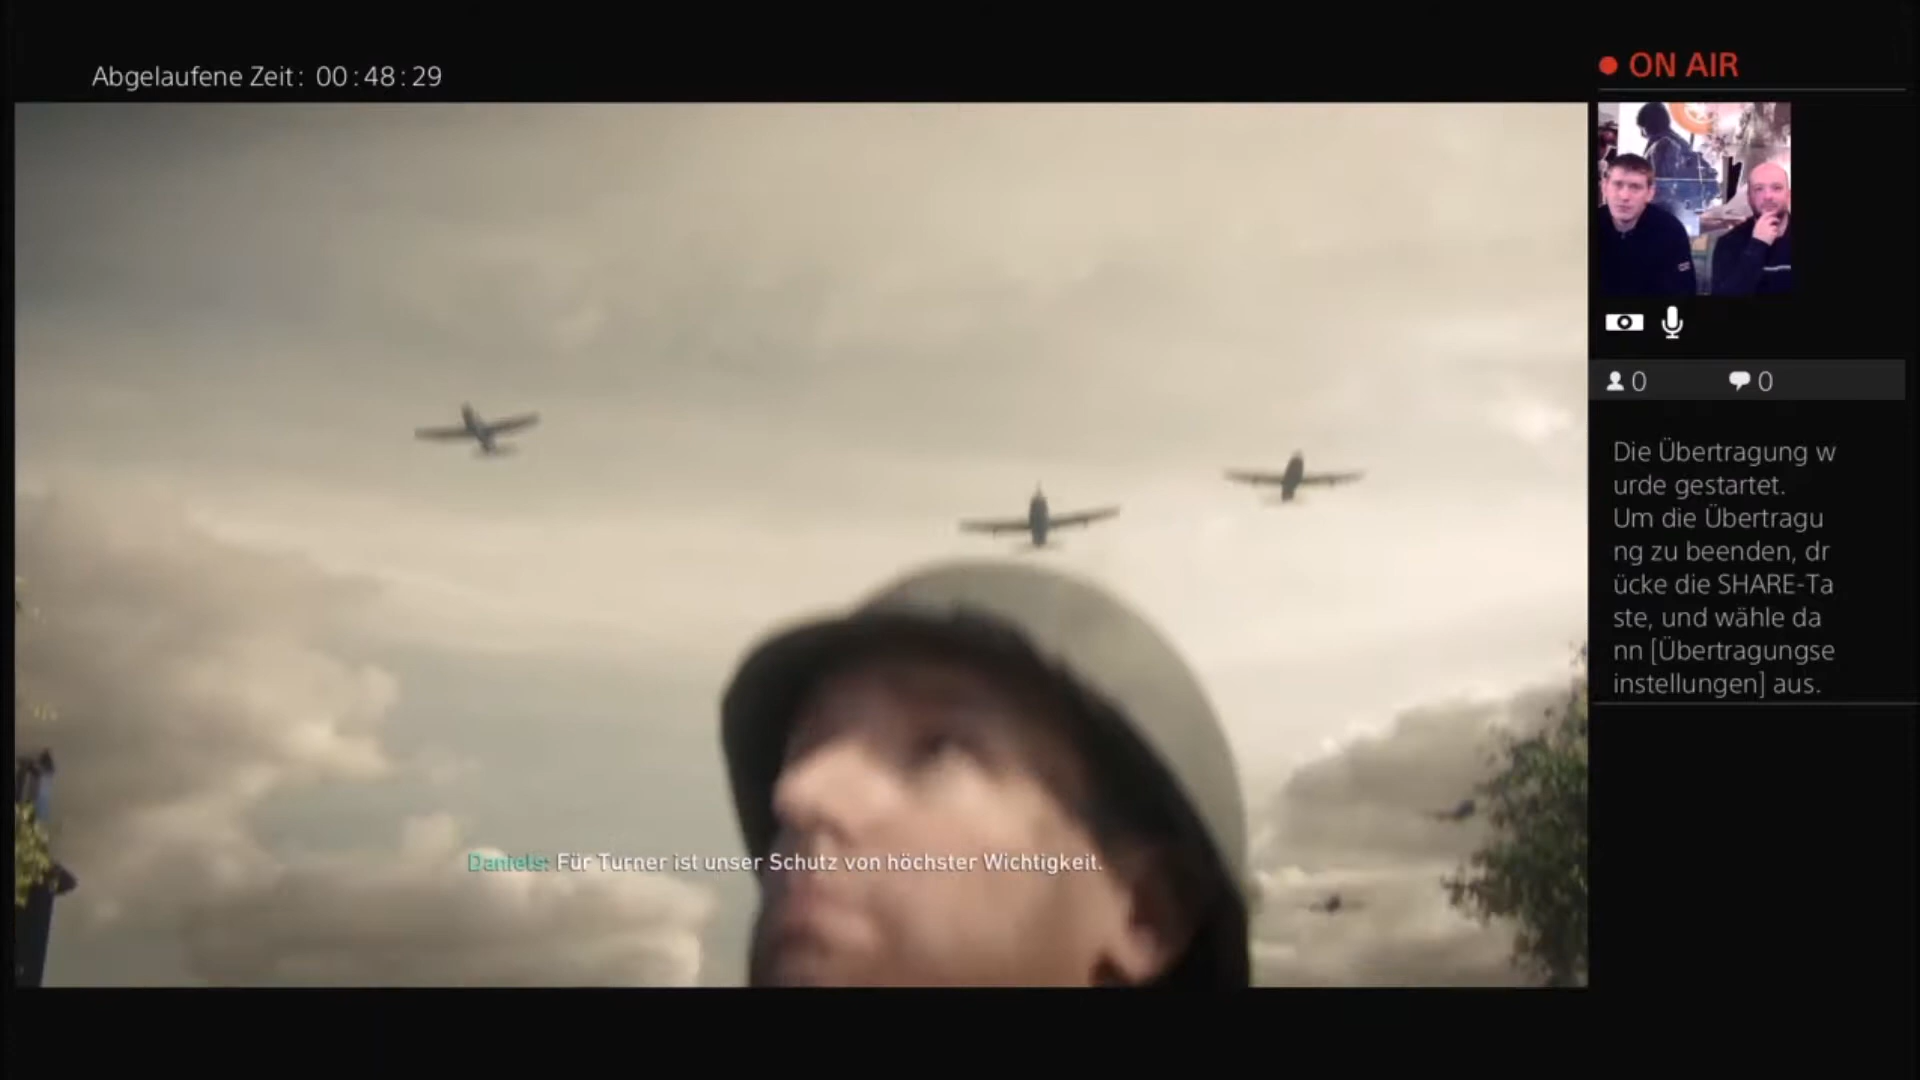 Abgelaufene Zeit: 00:48:29
ON AIR
0 0
Die Übertragung w
urde gestartet.
Um die Übertragu
ng zu beenden, dr
ücke die SHARE-Ta
ste, und wähle da
nn [Übertragungse
instellungen] aus.
Daniels: Für Turner ist unser Schutz von höchster Wichtigkeit.